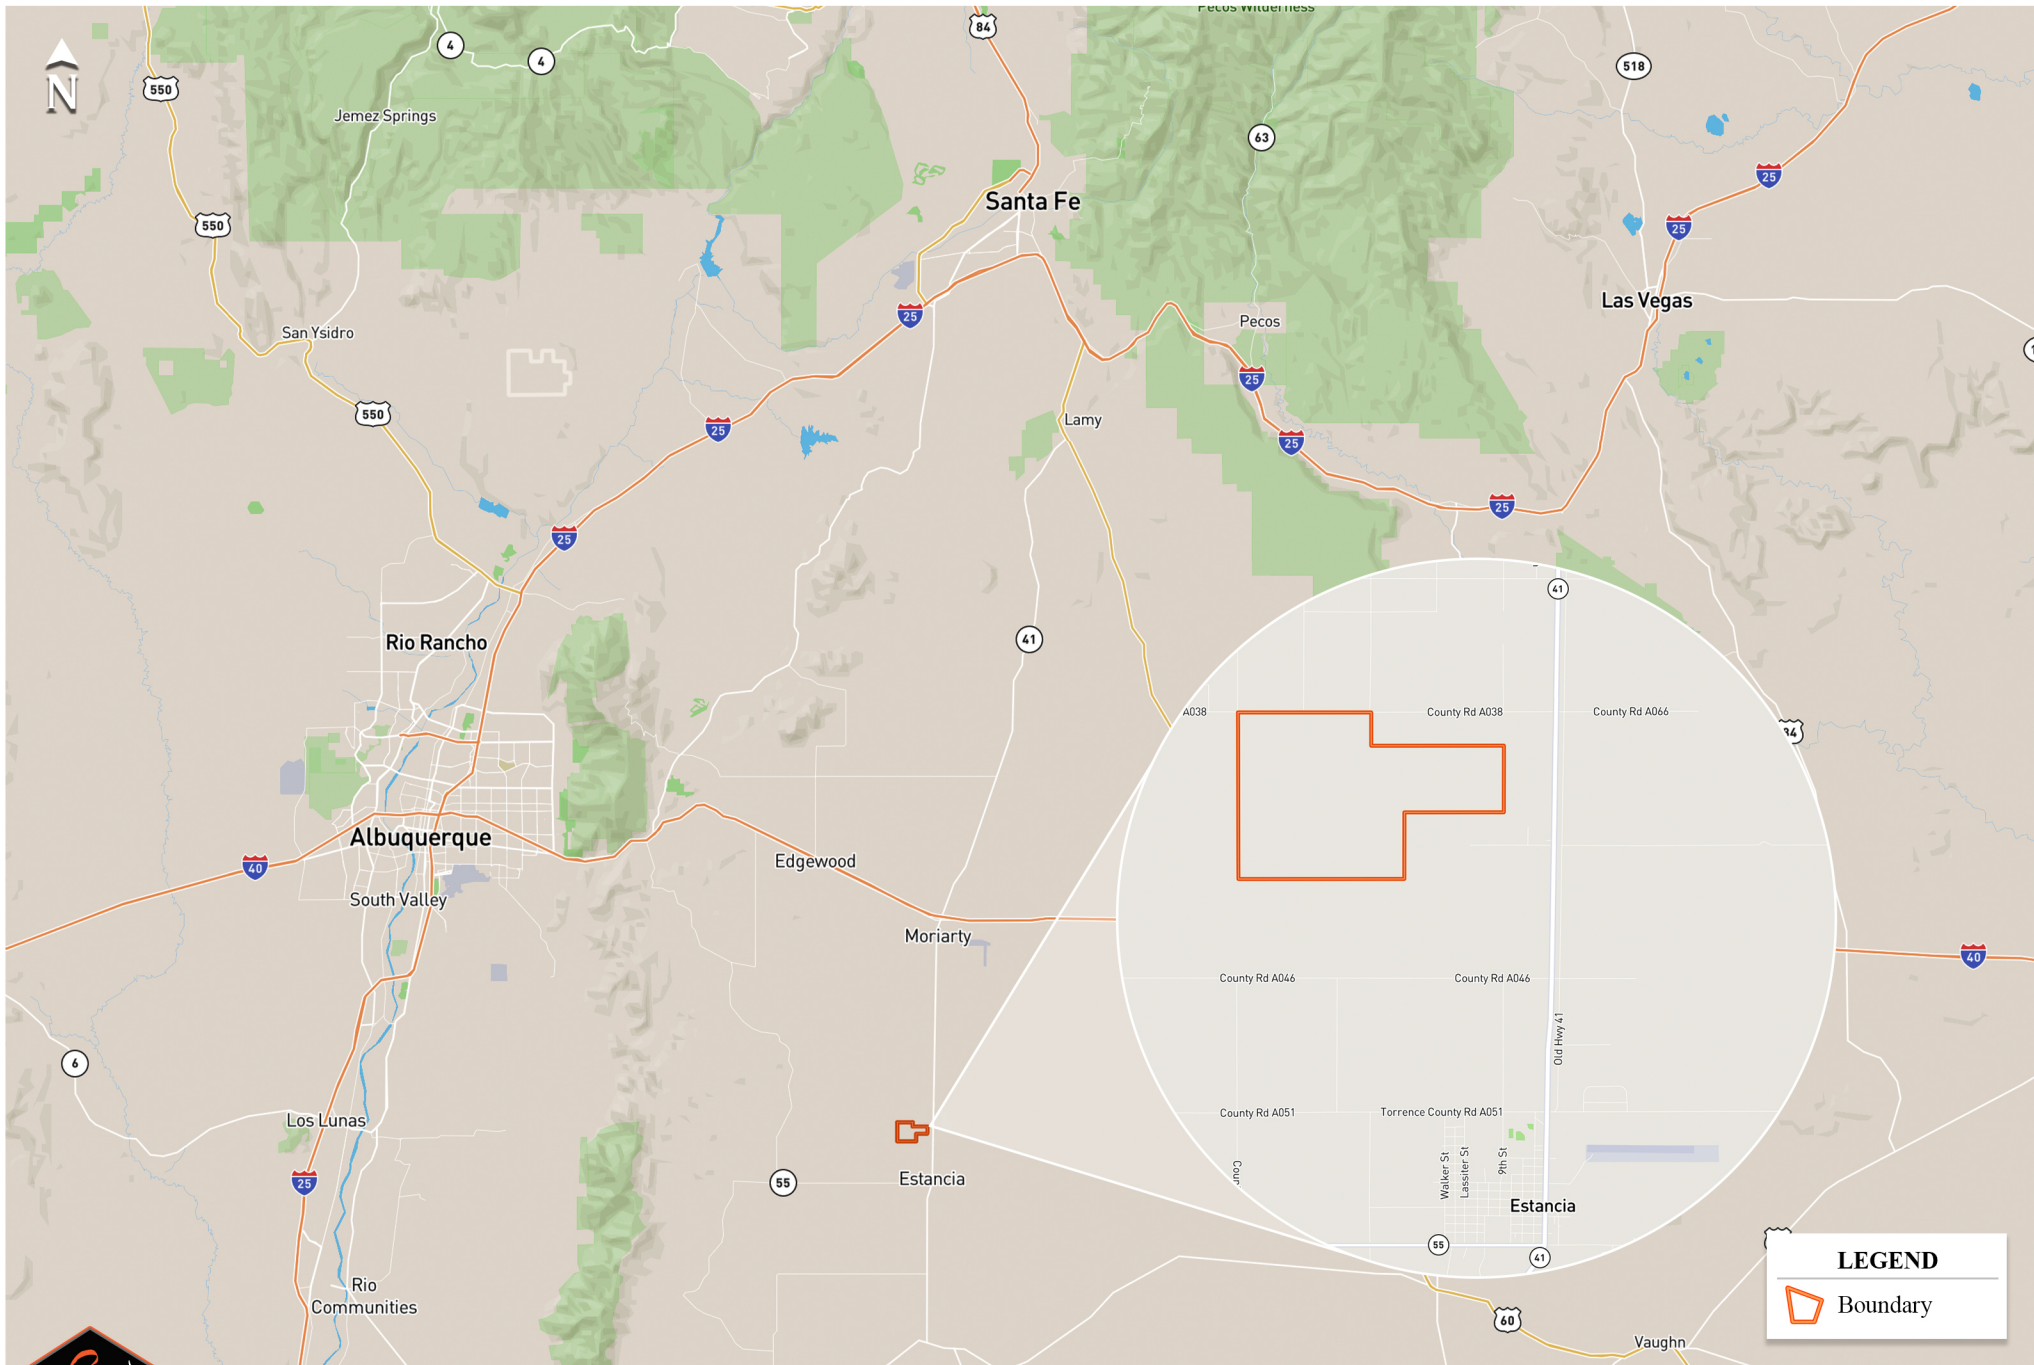 Pecos Wilderness
84
4
4
518
550
N
Jemez Springs
63
25
Santa Fe
550
25
Las Vegas
25
Pecos
San Ysidro
25
550
Lamy
25
25
25
25
Rio Rancho
41
41
A038
County Rd A038
County Rd A066
84
Albuquerque
Edgewood
40
South Valley
Moriarty
40
County Rd A046
County Rd A046
Old Hwy 41
6
Los Lunas
County Rd A051
Torrence County Rd A051
Walker St
Lassiter St
9th St
Coun
25
55
Estancia
Estancia
55
41
LEGEND
Boundary
Rio
Communities
60
Vaughn